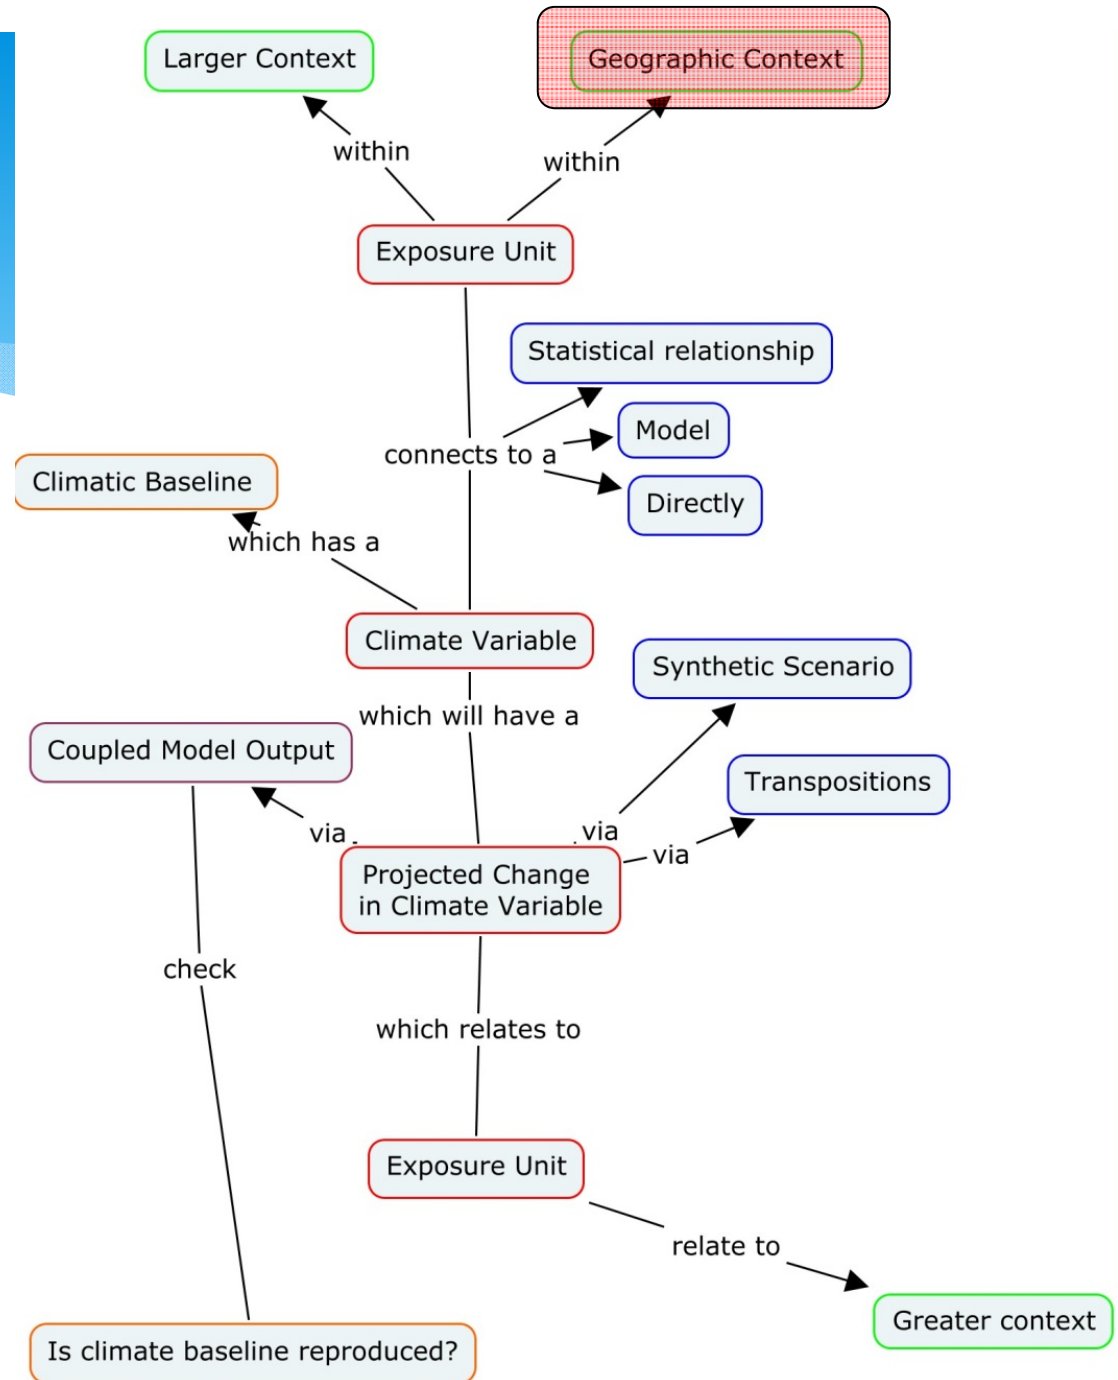 Larger Context
Geographic Context
within
within
Exposure Unit
Statistical relationship
Model
connects to a
Climatic Baseline
Directly
which has a
Climate Variable
Synthetic Scenario
which will have a
Coupled Model Output
Transpositions
via
via
via
Projected Change
in Climate Variable
check
which relates to
Exposure Unit
relate to
Greater context
Is climate baseline reproduced?